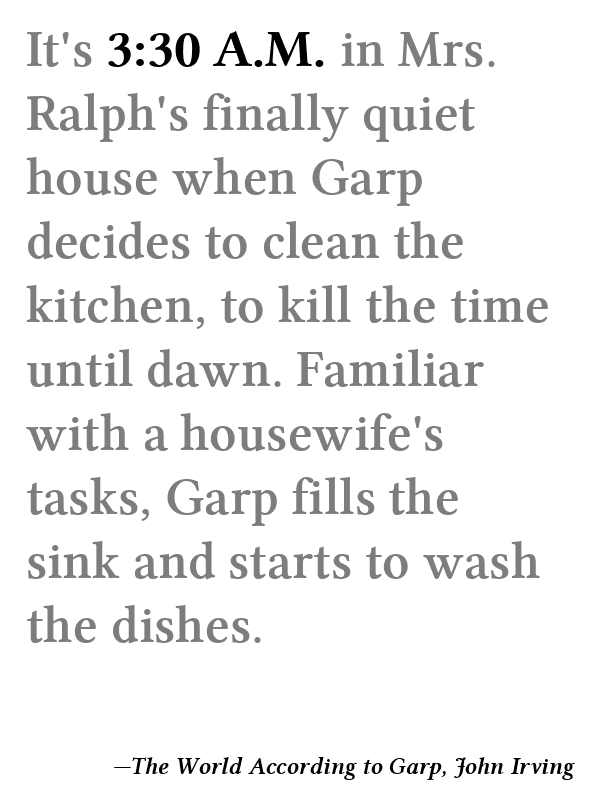 It's 3:30 A.M. in Mrs.
Ralph's finally quiet
house when Garp
decides to clean the
kitchen, to kill the time
until dawn. Familiar
with a housewife's
tasks, Garp fills the
sink and starts to wash
the dishes.
—The World According to Garp, John Irving